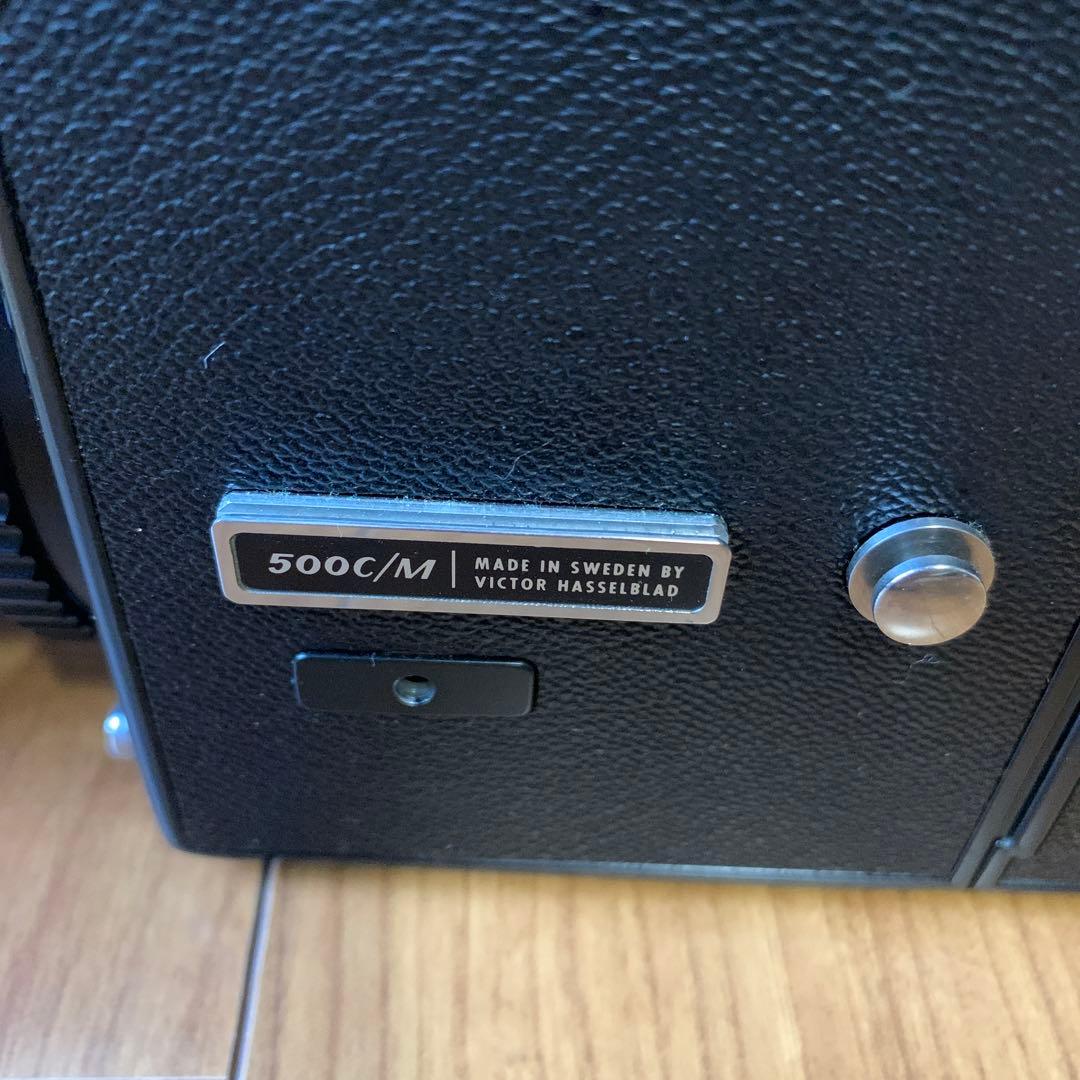 500C/M | MADE IN SWEDEN BY
VICTOR HASSELBLAD